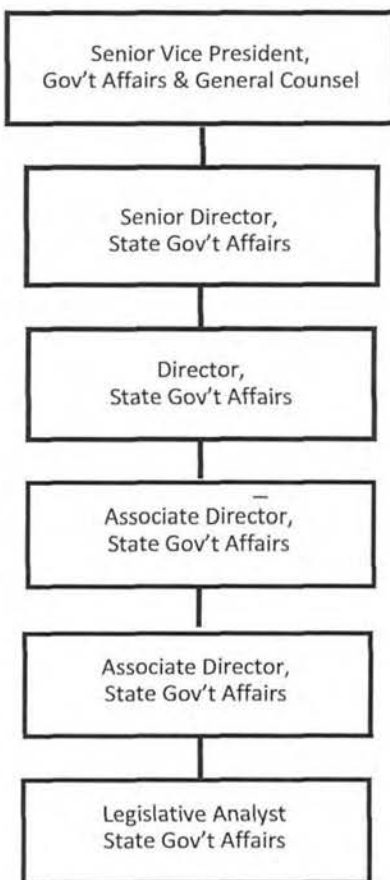 Senior Vice President,
Gov't Affairs & General Counsel
Senior Director,
State Gov't Affairs
Director,
State Gov't Affairs
Associate Director,
State Gov't Affairs
Associate Director,
State Gov't Affairs
Legislative Analyst
State Gov't Affairs